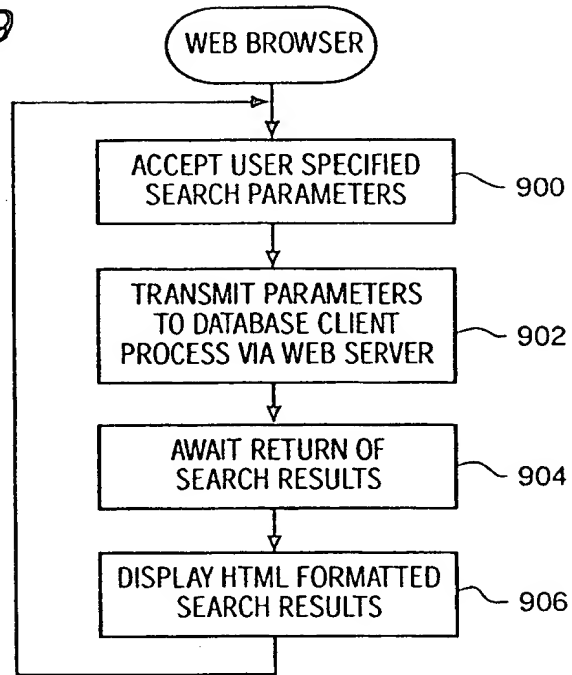 9
WEB BROWSER
ACCEPT USER SPECIFIED
SEARCH PARAMETERS
900
TRANSMIT PARAMETERS
TO DATABASE CLIENT
PROCESS VIA WEB SERVER
902
AWAIT RETURN OF
SEARCH RESULTS
904
DISPLAY HTML FORMATTED
SEARCH RESULTS
906